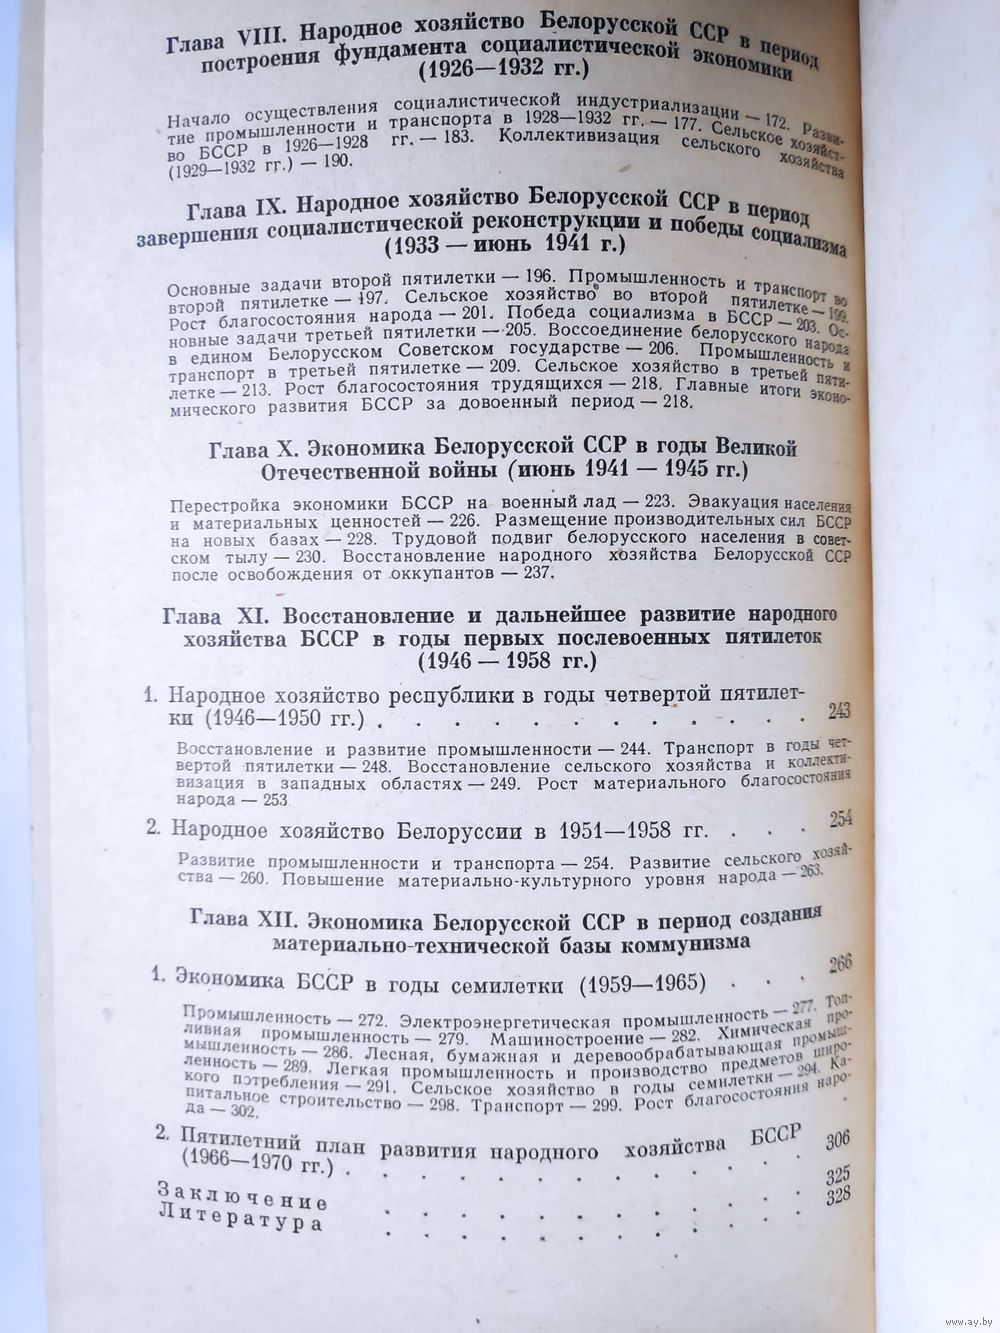 Глава VIII. Народное хозяйство Белорусской ССР в период
построения фундамента социалистической экономики
(1926—1932 гг.)
Начало осуществления социалистической индустриализации — 172. Разви-
тие промышленности и транспорта в 1928—1932 гг. — 177. Сельское хозяйст-
во БССР в 1926—1928 гг. — 183. Коллективизация сельского хозяйства
(1929—1932 гг.) — 190.
Глава IX. Народное хозяйство Белорусской ССР в период
завершения социалистической реконструкции и победы социализма
(1933 — июнь 1941 г.)
Основные задачи второй пятилетки — 196. Промышленность и транспорт во
второй пятилетке — 197. Сельское хозяйство во второй пятилетке — 199.
Рост благосостояния народа — 201. Победа социализма в БССР — 203. Ос-
новные задачи третьей пятилетки — 205. Воссоединение белорусского народа
в едином Белорусском Советском государстве — 206. Промышленность и
транспорт в третьей пятилетке — 209. Сельское хозяйство в третьей пяти-
летке — 213. Рост благосостояния трудящихся — 218. Главные итоги эконо-
мического развития БССР за довоенный период — 218.
Глава X. Экономика Белорусской ССР в годы Великой
Отечественной войны (июнь 1941 — 1945 гг.)
Перестройка экономики БССР на военный лад — 223. Эвакуация населения
и материальных ценностей — 226. Размещение производительных сил БССР
на новых базах — 228. Трудовой подвиг белорусского населения в совет-
ском тылу — 230. Восстановление народного хозяйства Белорусской ССР
после освобождения от оккупантов — 237.
Глава XI. Восстановление и дальнейшее развитие народного
хозяйства БССР в годы первых послевоенных пятилеток
(1946 — 1958 гг.)
1. Народное хозяйство республики в годы четвертой пятилет-
ки (1946—1950 гг.) . . . . . . . . . . . . 243
Восстановление и развитие промышленности — 244. Транспорт в годы чет-
вертой пятилетки — 248. Восстановление сельского хозяйства и коллекти-
визация в западных областях — 249. Рост материального благосостояния
народа — 253
2. Народное хозяйство Белоруссии в 1951—1958 гг. . . . 254
Развитие промышленности и транспорта — 254. Развитие сельского хозяй-
ства — 260. Повышение материально-культурного уровня народа — 263.
Глава XII. Экономика Белорусской ССР в период создания
материально-технической базы коммунизма
1. Экономика БССР в годы семилетки (1959—1965) . . . 266
Промышленность — 272. Электроэнергетическая промышленность — 277. Топ-
ливная промышленность — 279. Машиностроение — 282. Химическая про-
мышленность — 286. Лесная, бумажная и деревообрабатывающая промыш-
ленность — 289. Легкая промышленность и производство предметов широ-
кого потребления — 291. Сельское хозяйство в годы семилетки — 294. Ка-
питальное строительство — 298. Транспорт — 299. Рост благосостояния наро-
да — 302.
2. Пятилетний план развития народного хозяйства БССР
(1966—1970 гг.) . . . . . . . . . . . . . 306
Заключение . . . . . . . . . . . . 325
Литература . . . . . . . . . . . . 328
www.ay.by